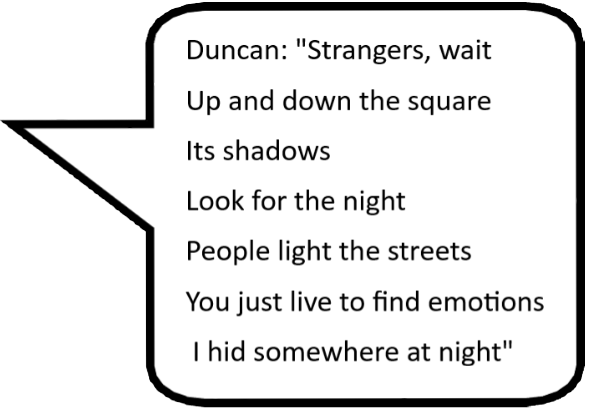 Duncan: "Strangers, wait
Up and down the square
Its shadows
Look for the night
People light the streets
You just live to find emotions
I hid somewhere at night"